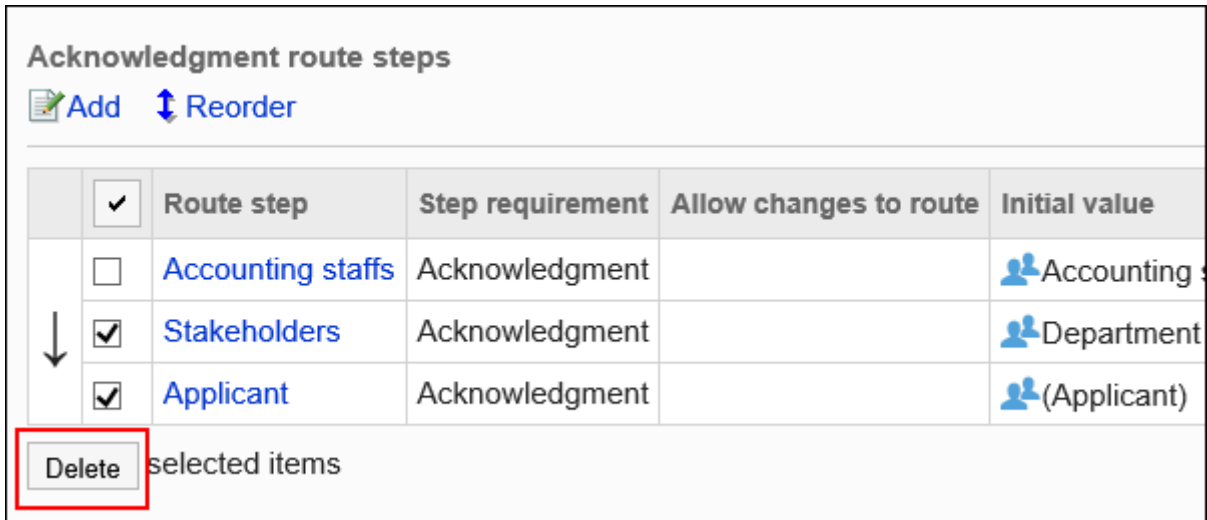 Acknowledgment route steps
Add Reorder
Route step Step requirement Allow changes to route Initial value
Accounting staffs Acknowledgment Accounting
Stakeholders Acknowledgment Department
Applicant Acknowledgment (Applicant)
Delete selected items